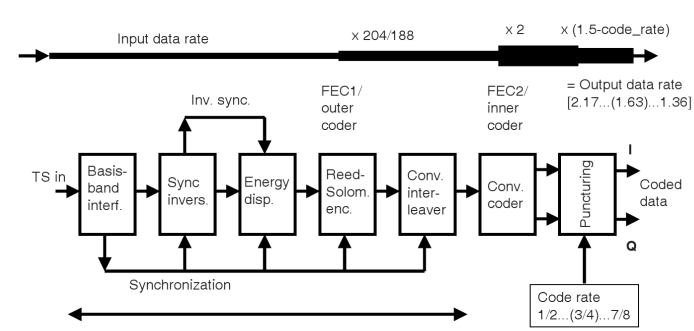 Input data rate
x 204/188
x 2
x (1.5-code_rate)
= Output data rate
[2.17...(1.63)...1.36]
Inv. sync.
FEC1/
outer
coder
FEC2/
inner
coder
TS in
Basis-
band
interf.
Sync
invers.
Energy
disp.
Reed-
Solom.
enc.
Conv.
inter-
leaver
Conv.
coder
Puncturing
I
Coded
data
Q
Synchronization
Code rate
1/2...(3/4)...7/8